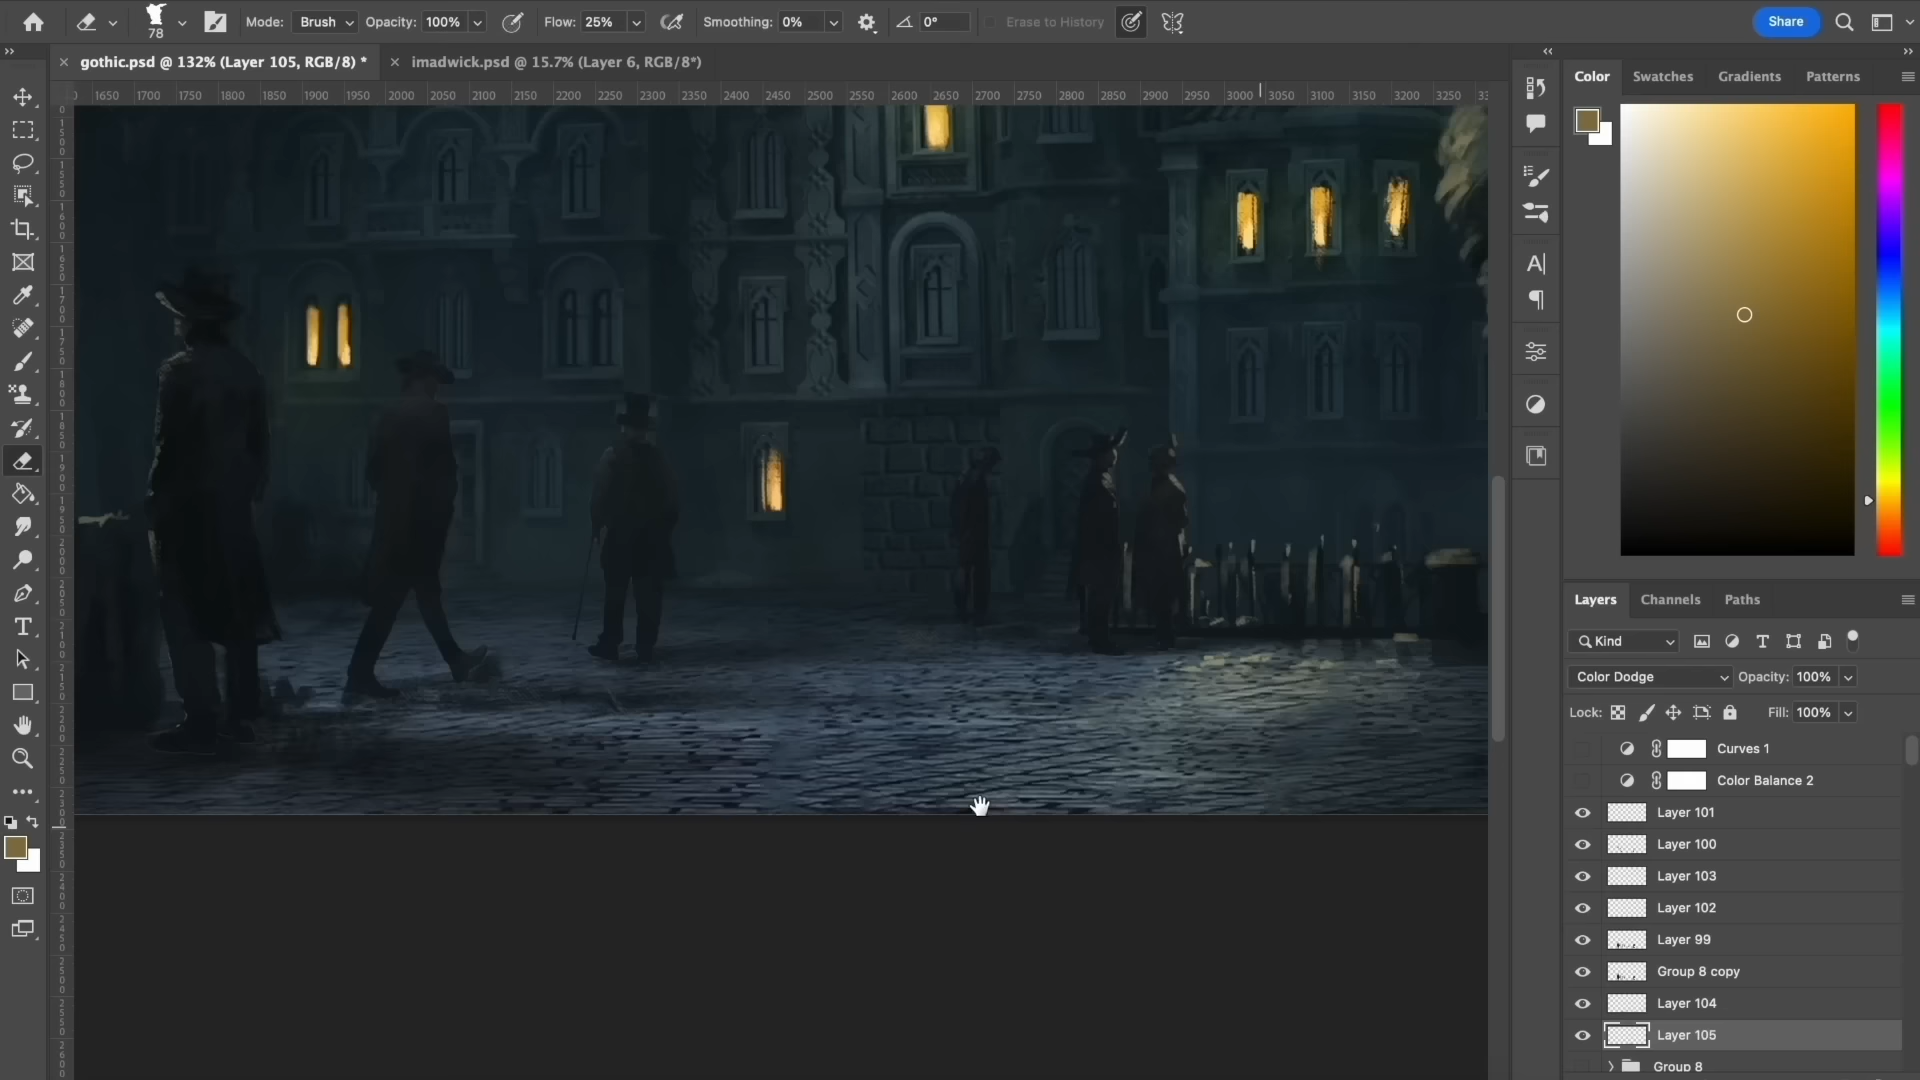 78
Mode: Brush
Opacity: 100%
Flow: 25%
Smoothing: 0%
0°
Erase to History
Share
gothic.psd @ 132% (Layer 105, RGB/8) *
imadwick.psd @ 15.7% (Layer 6, RGB/8*)
1650 1700 1750 1800 1850 1900 1950 2000 2050 2100 2150 2200 2250 2300 2350 2400 2450 2500 2550 2600 2650 2700 2750 2800 2850 2900 2950 3000 3050 3100 3150 3200 3250
Color Swatches Gradients Patterns
Layers Channels Paths
Kind
Color Dodge Opacity: 100%
Lock: Fill: 100%
Curves 1
Color Balance 2
Layer 101
Layer 100
Layer 103
Layer 102
Layer 99
Group 8 copy
Layer 104
Layer 105
Group 8